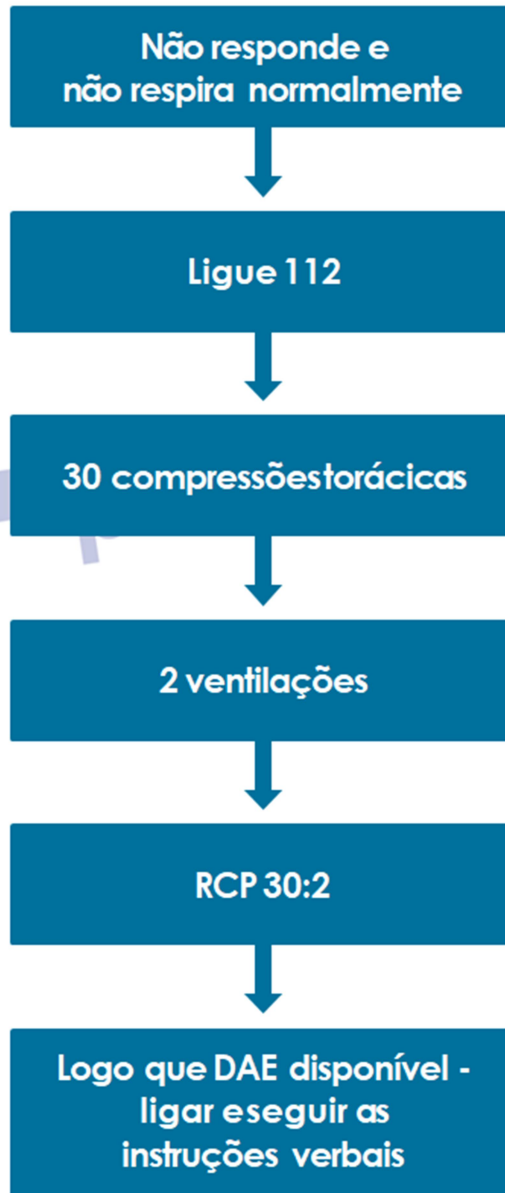 Não responde e
não respira normalmente
Ligue 112
30 compressõestorácicas
2 ventilações
RCP 30:2
Logo que DAE disponível -
ligar eseguir as
instruções verbais